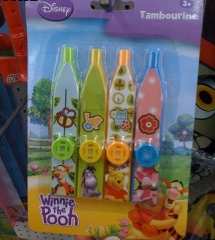 Disney
Tambourine
3+
Winnie
the
Pooh